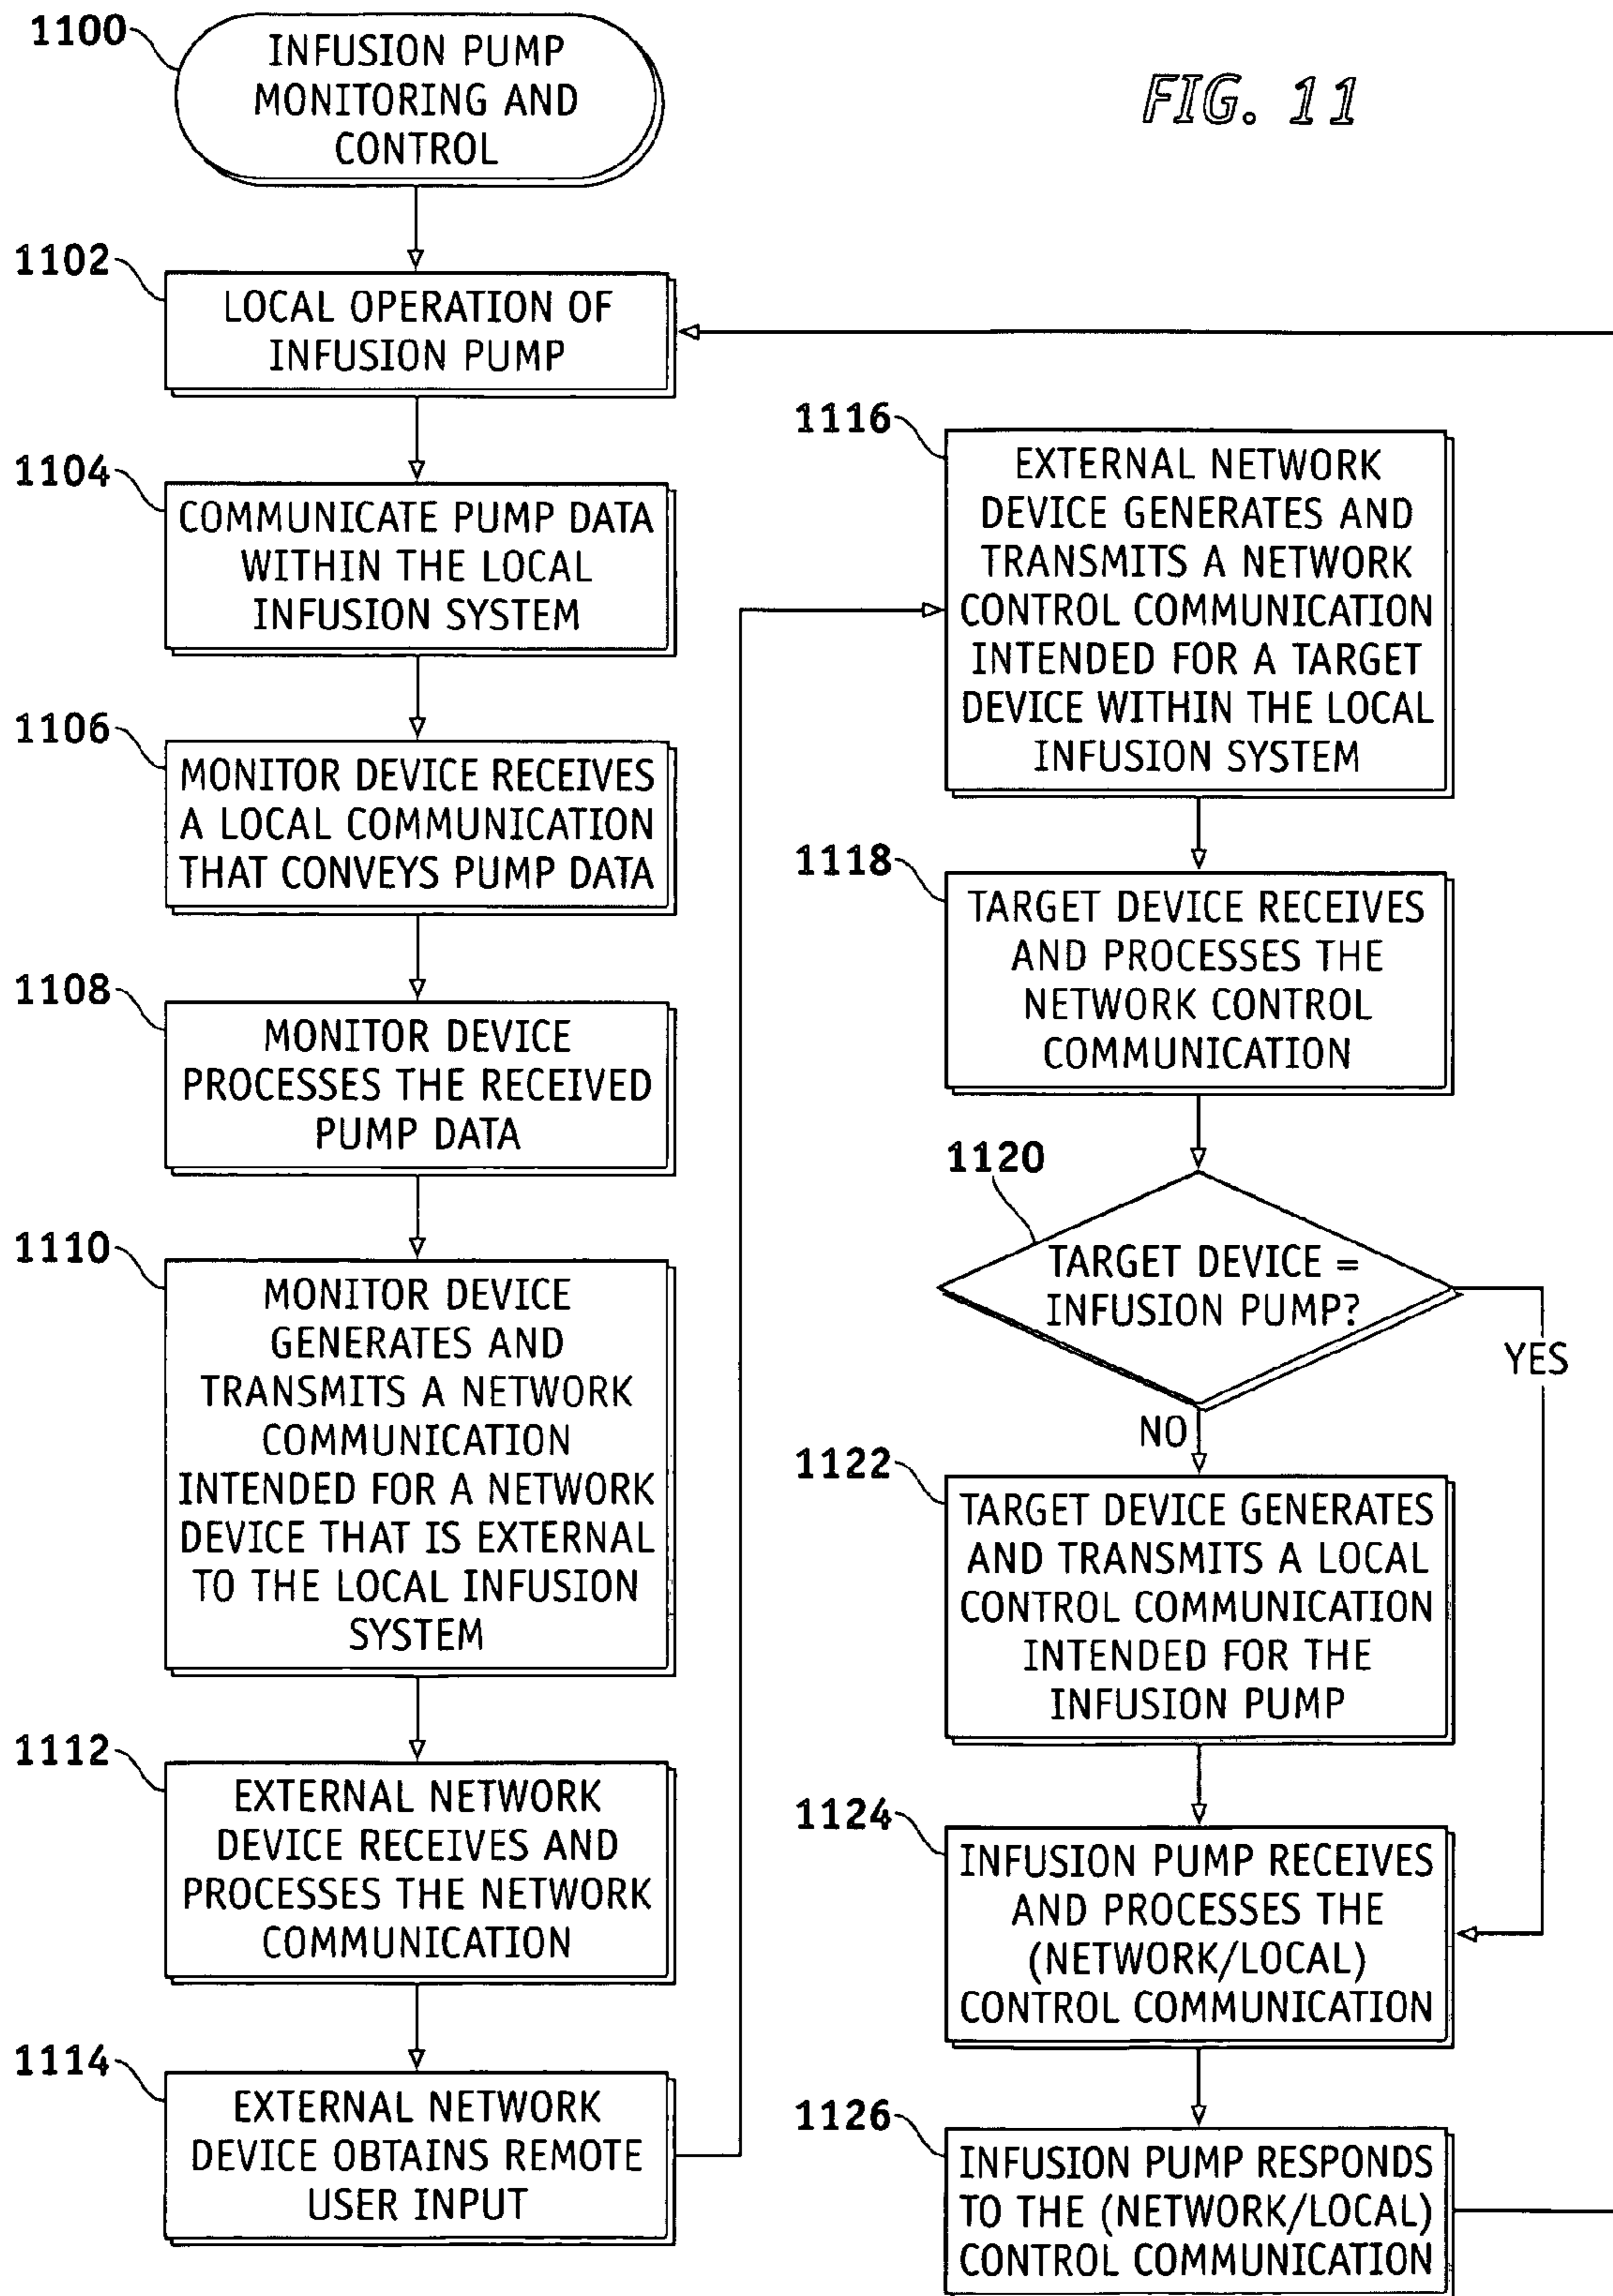 FIG. 11
1100
INFUSION PUMP
MONITORING AND
CONTROL
1102
LOCAL OPERATION OF
INFUSION PUMP
1104
COMMUNICATE PUMP DATA
WITHIN THE LOCAL
INFUSION SYSTEM
1106
MONITOR DEVICE RECEIVES
A LOCAL COMMUNICATION
THAT CONVEYS PUMP DATA
1108
MONITOR DEVICE
PROCESSES THE RECEIVED
PUMP DATA
1110
MONITOR DEVICE
GENERATES AND
TRANSMITS A NETWORK
COMMUNICATION
INTENDED FOR A NETWORK
DEVICE THAT IS EXTERNAL
TO THE LOCAL INFUSION
SYSTEM
1112
EXTERNAL NETWORK
DEVICE RECEIVES AND
PROCESSES THE NETWORK
COMMUNICATION
1114
EXTERNAL NETWORK
DEVICE OBTAINS REMOTE
USER INPUT
1116
EXTERNAL NETWORK
DEVICE GENERATES AND
TRANSMITS A NETWORK
CONTROL COMMUNICATION
INTENDED FOR A TARGET
DEVICE WITHIN THE LOCAL
INFUSION SYSTEM
1118
TARGET DEVICE RECEIVES
AND PROCESSES THE
NETWORK CONTROL
COMMUNICATION
1120
TARGET DEVICE =
INFUSION PUMP?
YES
NO
1122
TARGET DEVICE GENERATES
AND TRANSMITS A LOCAL
CONTROL COMMUNICATION
INTENDED FOR THE
INFUSION PUMP
1124
INFUSION PUMP RECEIVES
AND PROCESSES THE
(NETWORK/LOCAL)
CONTROL COMMUNICATION
1126
INFUSION PUMP RESPONDS
TO THE (NETWORK/LOCAL)
CONTROL COMMUNICATION